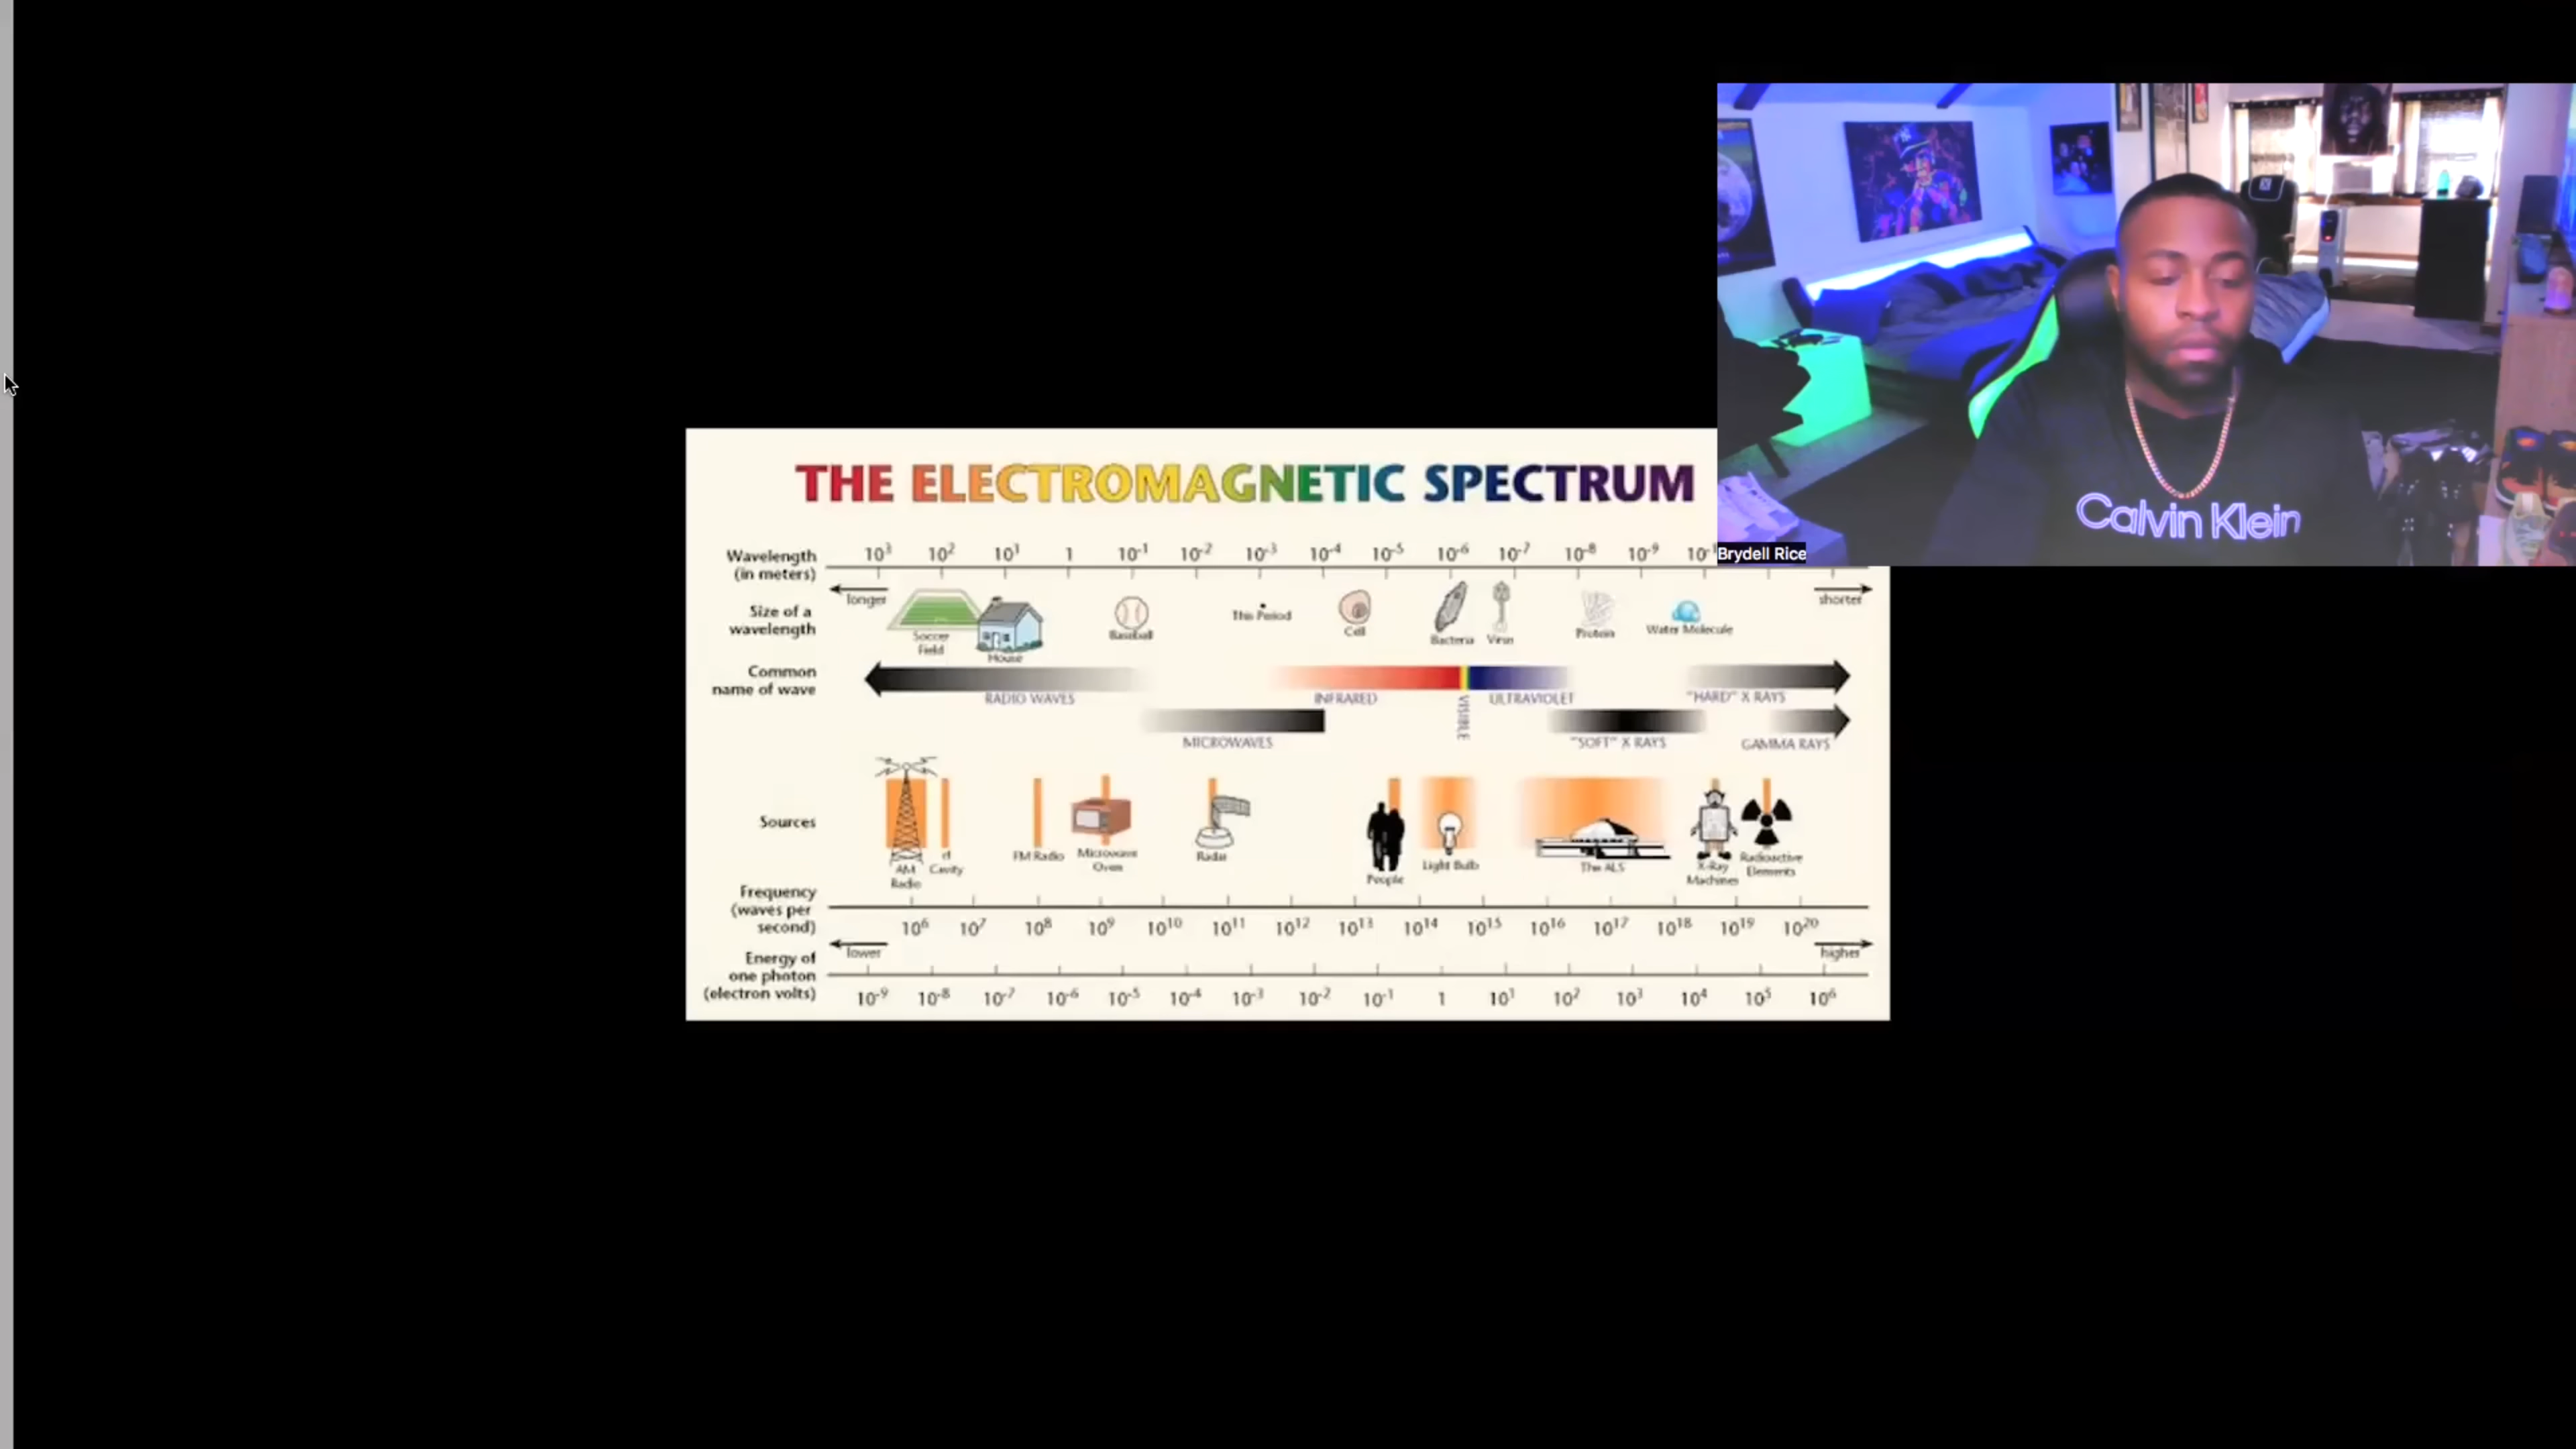 THE ELECTROMAGNETIC SPECTRUM
Wavelength
(in meters)
10³ 10² 10¹ 1 10⁻¹ 10⁻² 10⁻³ 10⁻⁴ 10⁻⁵ 10⁻⁶ 10⁻⁷ 10⁻⁸ 10⁻⁹
longer
shorter
Size of a
wavelength
Soccer
Field
House
Baseball
This Period
Cell
Bacteria
Virus
Protein
Water Molecule
Common
name of wave
RADIO WAVES
INFRARED
VISIBLE
ULTRAVIOLET
"HARD" X RAYS
MICROWAVES
"SOFT" X RAYS
GAMMA RAYS
Sources
AM
Radio
rf
Cavity
FM Radio
Microwave
Oven
Radar
People
Light Bulb
The ALS
X-Ray
Machines
Radioactive
Elements
Frequency
(waves per
second)
10⁶ 10⁷ 10⁸ 10⁹ 10¹⁰ 10¹¹ 10¹² 10¹³ 10¹⁴ 10¹⁵ 10¹⁶ 10¹⁷ 10¹⁸ 10¹⁹ 10²⁰
lower
higher
Energy of
one photon
(electron volts)
10⁻⁹ 10⁻⁸ 10⁻⁷ 10⁻⁶ 10⁻⁵ 10⁻⁴ 10⁻³ 10⁻² 10⁻¹ 1 10¹ 10² 10³ 10⁴ 10⁵ 10⁶
Calvin Klein
Brydell Rice